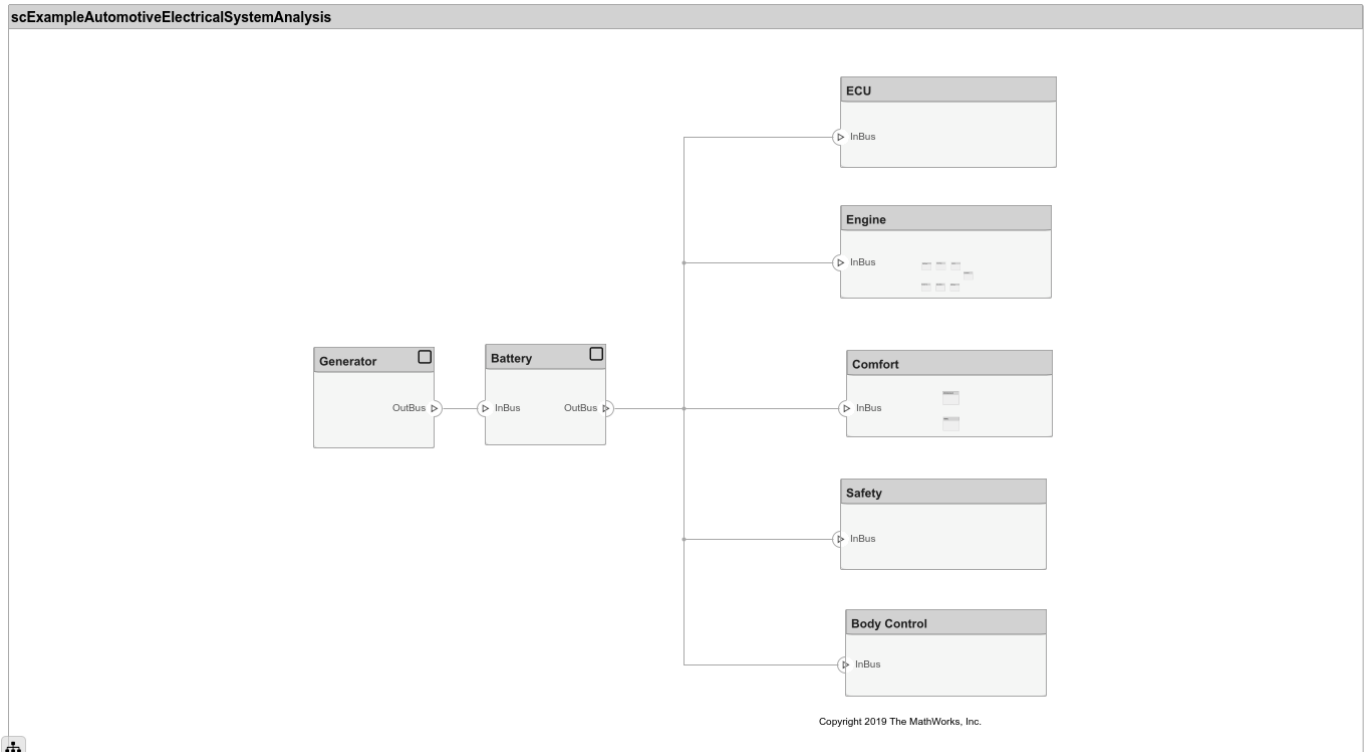 scExampleAutomotiveElectricalSystemAnalysis
ECU
InBus
Engine
InBus
Generator
OutBus
Battery
InBus
OutBus
Comfort
InBus
Safety
InBus
Body Control
InBus
Copyright 2019 The MathWorks, Inc.